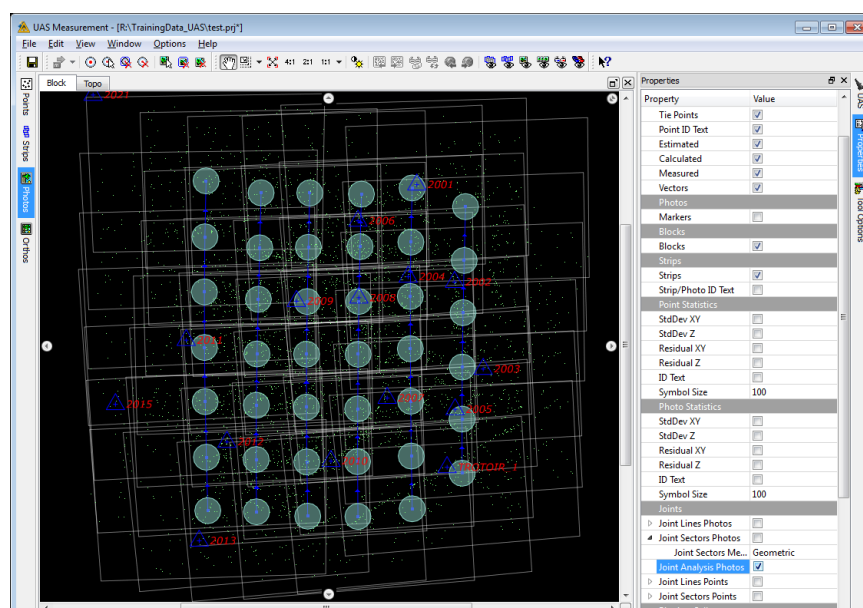 UAS Measurement - [R:\TrainingData_UAS\test.prj*]
File Edit View Window Options Help
4:1 2:1 1:1
Block Topo
Points
Strips
Photos
Orthos
2021
2001
2006
2004 2002
2009 2008
2011
2003
2015
2005
2012
2013
Properties
Property Value
Tie Points
Point ID Text
Estimated
Calculated
Measured
Vectors
Photos
Markers
Blocks
Blocks
Strips
Strips
Strip/Photo ID Text
Point Statistics
StdDev XY
StdDev Z
Residual XY
Residual Z
ID Text
Symbol Size 100
Photo Statistics
StdDev XY
StdDev Z
Residual XY
Residual Z
ID Text
Symbol Size 100
Joints
Joint Lines Photos
Joint Sectors Photos
Joint Sectors Me... Geometric
Joint Analysis Photos
Joint Lines Points
Joint Sectors Points
UAS
Properties
Tool Options